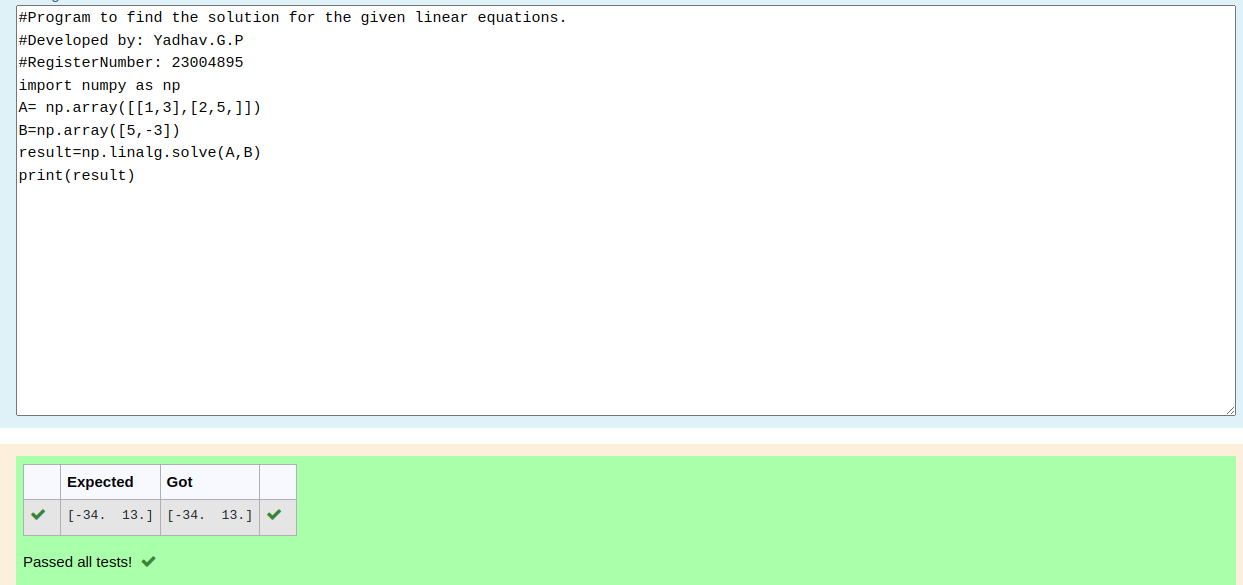 #Program to find the solution for the given linear equations.
#Developed by: Yadhav.G.P
#RegisterNumber: 23004895
import numpy as np
A= np.array([[1,3],[2,5,]])
B=np.array([5,-3])
result=np.linalg.solve(A,B)
print(result)
Expected Got
[-34.  13.] [-34.  13.]
Passed all tests!